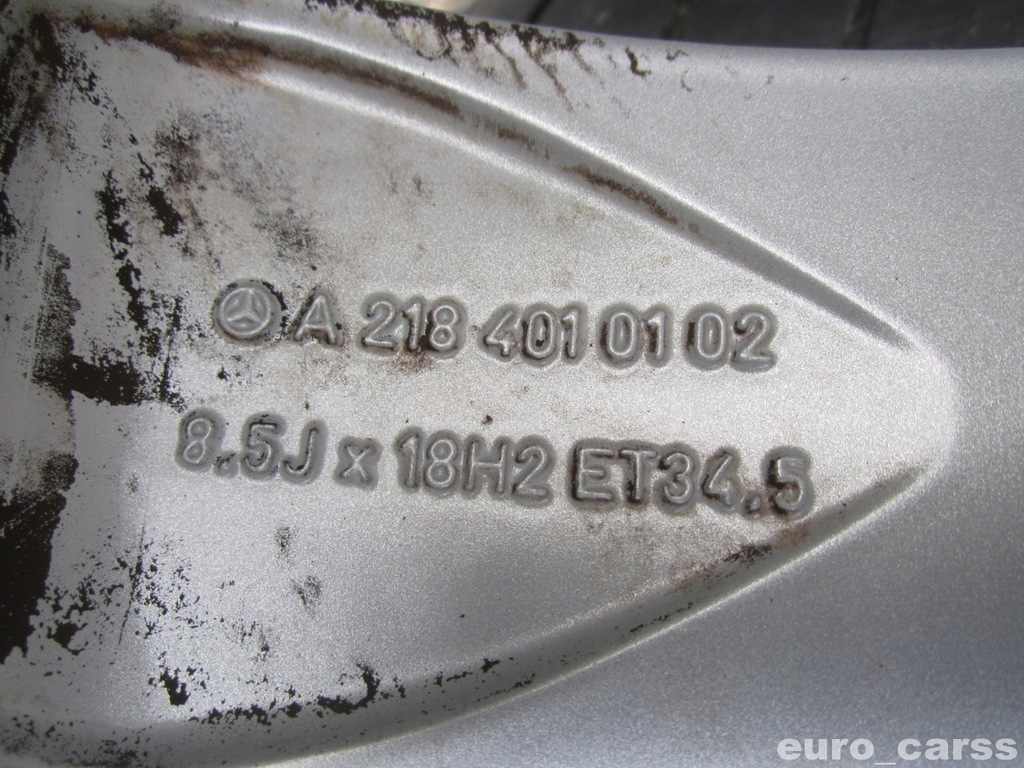 A 218 401 01 02
8.5J x 18H2 ET34.5
euro_carss